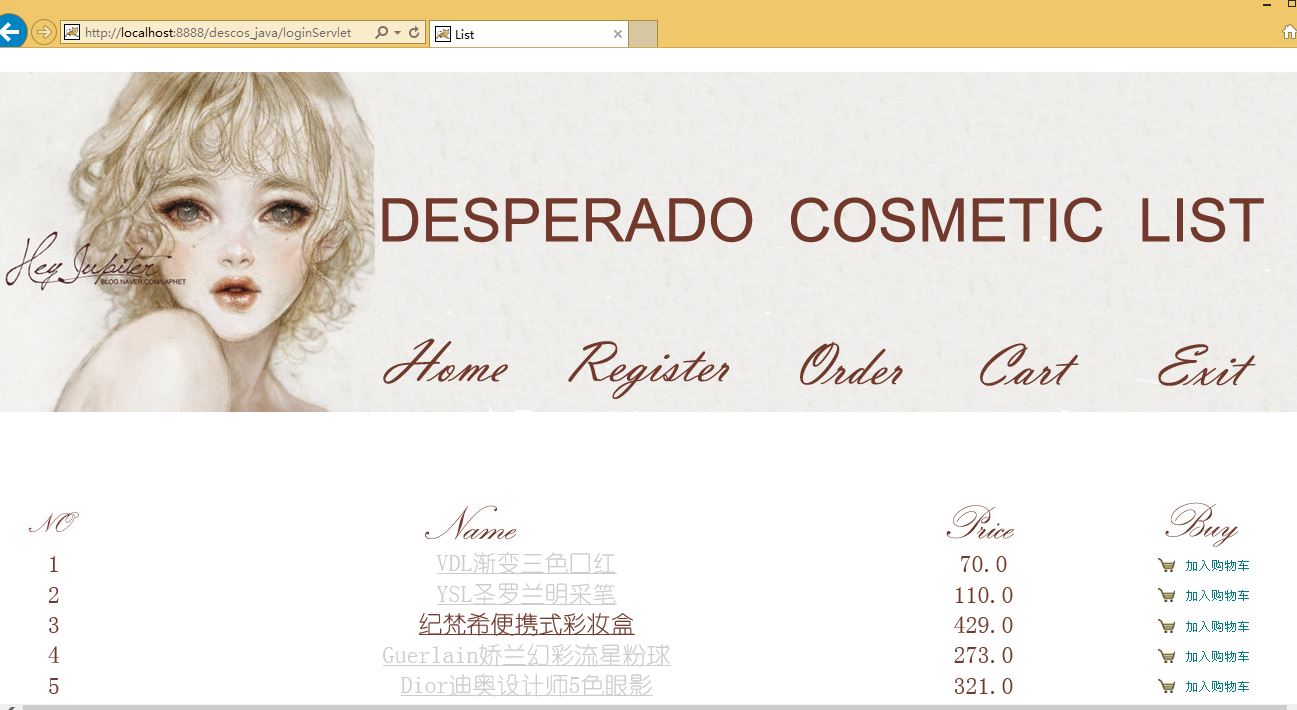 http://localhost:8888/descos_java/loginServlet
List
DESPERADO COSMETIC LIST
Hey Jupiter
BLOG.NAVER.COM/LAPHET
Home Register Order Cart Exit
NO Name Price Buy
1 VDL渐变三色口红 70.0 加入购物车
2 YSL圣罗兰明采笔 110.0 加入购物车
3 纪梵希便携式彩妆盒 429.0 加入购物车
4 Guerlain娇兰幻彩流星粉球 273.0 加入购物车
5 Dior迪奥设计师5色眼影 321.0 加入购物车